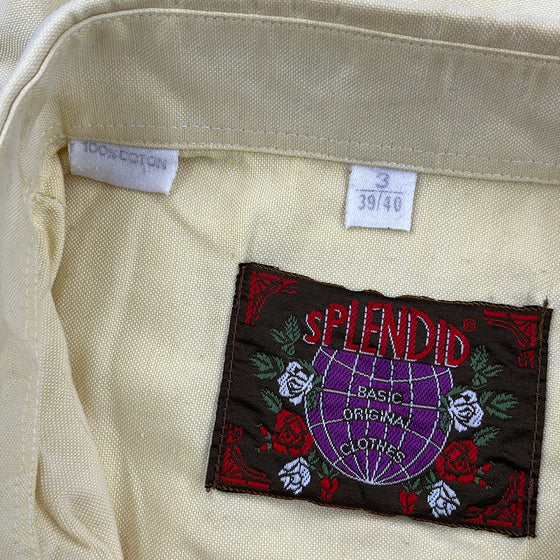 100% COTON
3
39/40
SPLENDID®
BASIC
ORIGINAL
CLOTHES